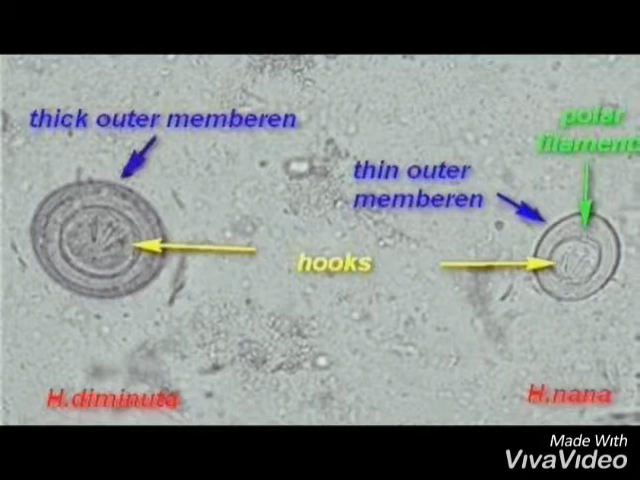 thick outer memberen
polar
filament
thin outer
memberen
hooks
H.diminuta
H.nana
Made With
VivaVideo